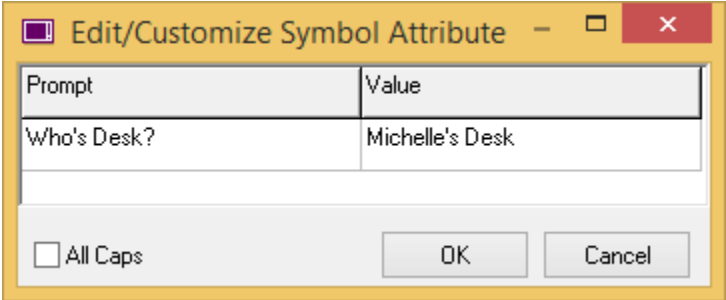 Edit/Customize Symbol Attribute
Prompt Value
Who's Desk? Michelle's Desk
All Caps OK Cancel